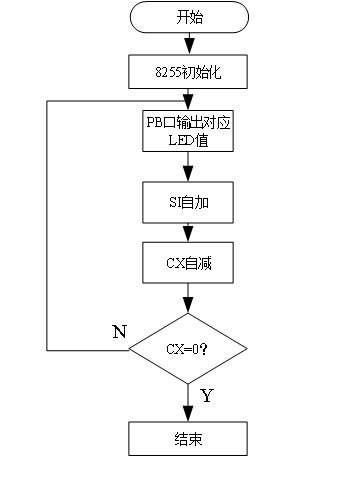 开始
8255初始化
PB口输出对应
LED值
SI自加
CX自减
CX=0?
N
Y
结束